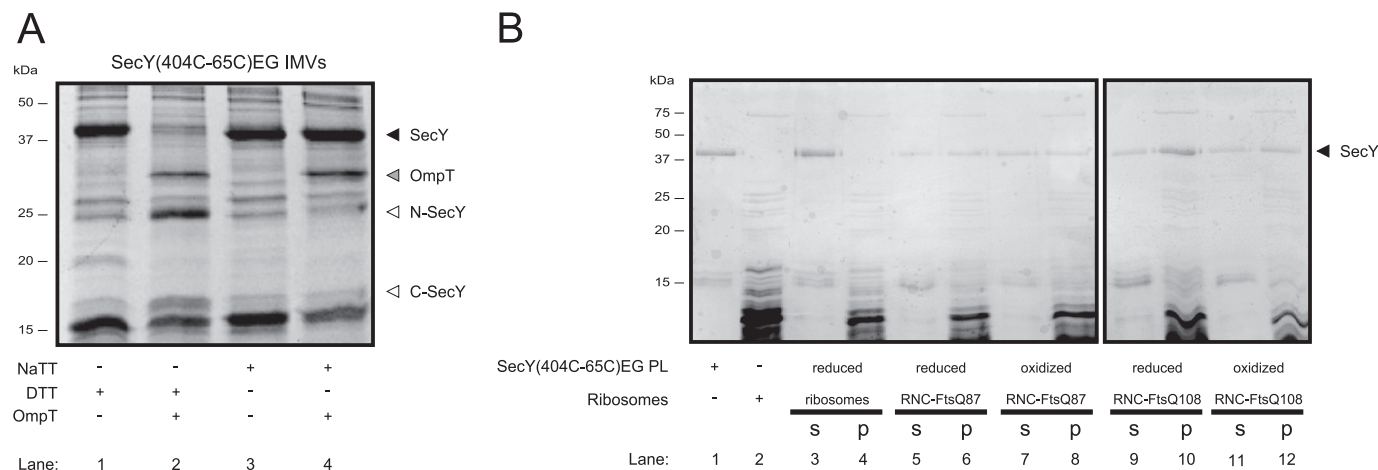 A
B
SecY(404C-65C)EG IMVs
kDa
50
37
25
20
15
SecY
OmpT
N-SecY
C-SecY
NaTT - - + +
DTT + + - -
OmpT - + - +
Lane: 1 2 3 4
kDa
75
50
37
25
20
15
SecY
SecY(404C-65C)EG PL + - reduced reduced oxidized reduced oxidized
Ribosomes - + ribosomes RNC-FtsQ87 RNC-FtsQ87 RNC-FtsQ108 RNC-FtsQ108
s p s p s p s p s p
Lane: 1 2 3 4 5 6 7 8 9 10 11 12